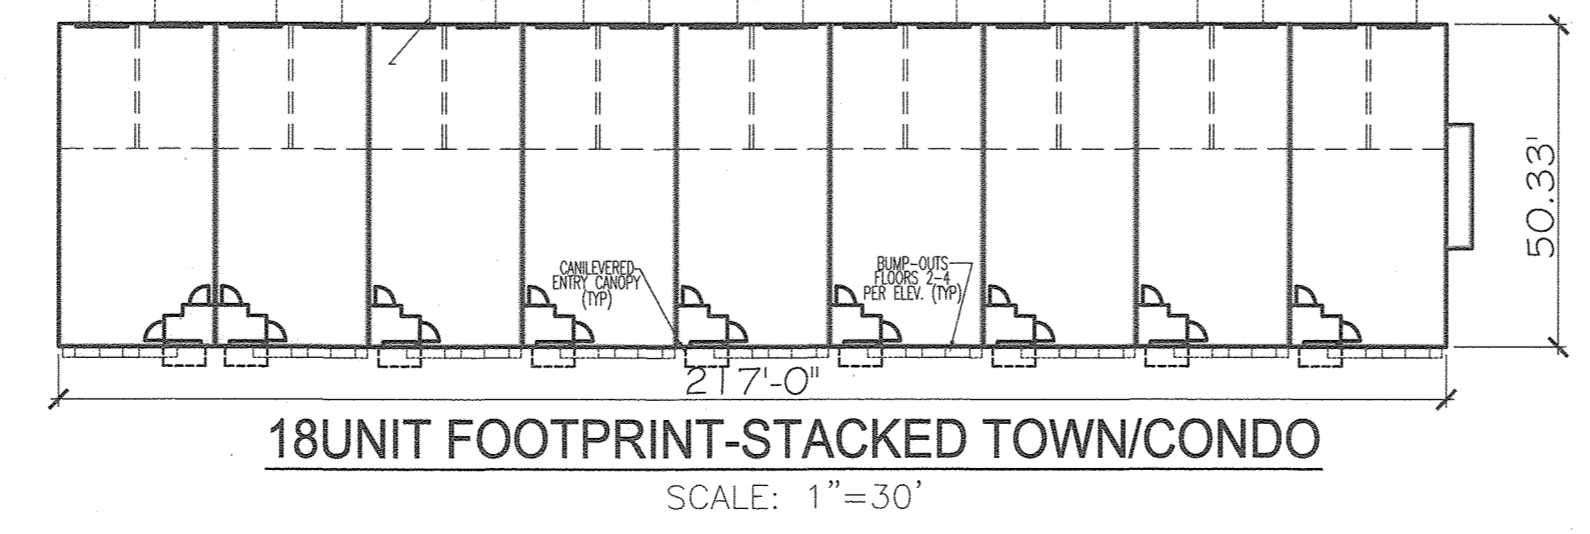 CANILEVERED
ENTRY CANOPY
(TYP)
BUMP-OUTS
FLOORS 2-4
PER ELEV. (TYP)
50.33'
217'-0"
18UNIT FOOTPRINT-STACKED TOWN/CONDO
SCALE: 1"=30'